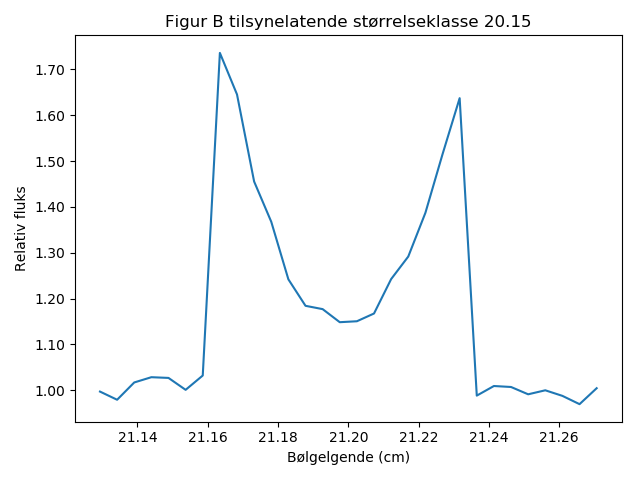 Figur B tilsynelatende størrelseklasse 20.15
Relativ fluks
1.70
1.60
1.50
1.40
1.30
1.20
1.10
1.00
21.14 21.16 21.18 21.20 21.22 21.24 21.26
Bølgelgende (cm)